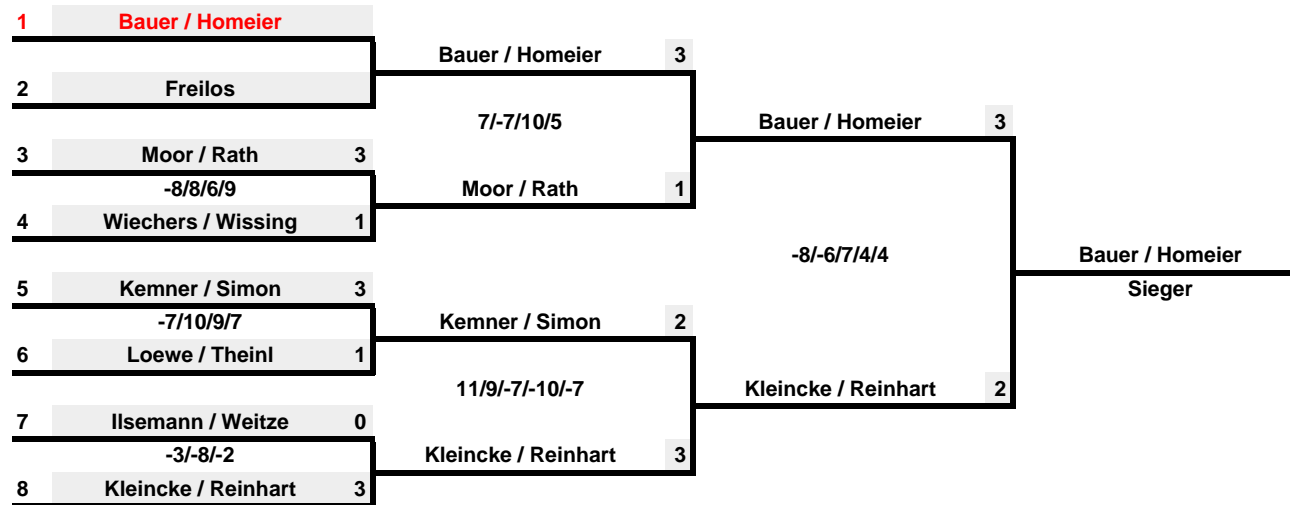 1 Bauer / Homeier
Bauer / Homeier 3
2 Freilos
7/-7/10/5
Bauer / Homeier 3
3 Moor / Rath 3
-8/8/6/9
Moor / Rath 1
4 Wiechers / Wissing 1
-8/-6/7/4/4
Bauer / Homeier
Sieger
5 Kemner / Simon 3
-7/10/9/7
Kemner / Simon 2
6 Loewe / Theinl 1
11/9/-7/-10/-7
Kleincke / Reinhart 2
7 Ilsemann / Weitze 0
-3/-8/-2
Kleincke / Reinhart 3
8 Kleincke / Reinhart 3